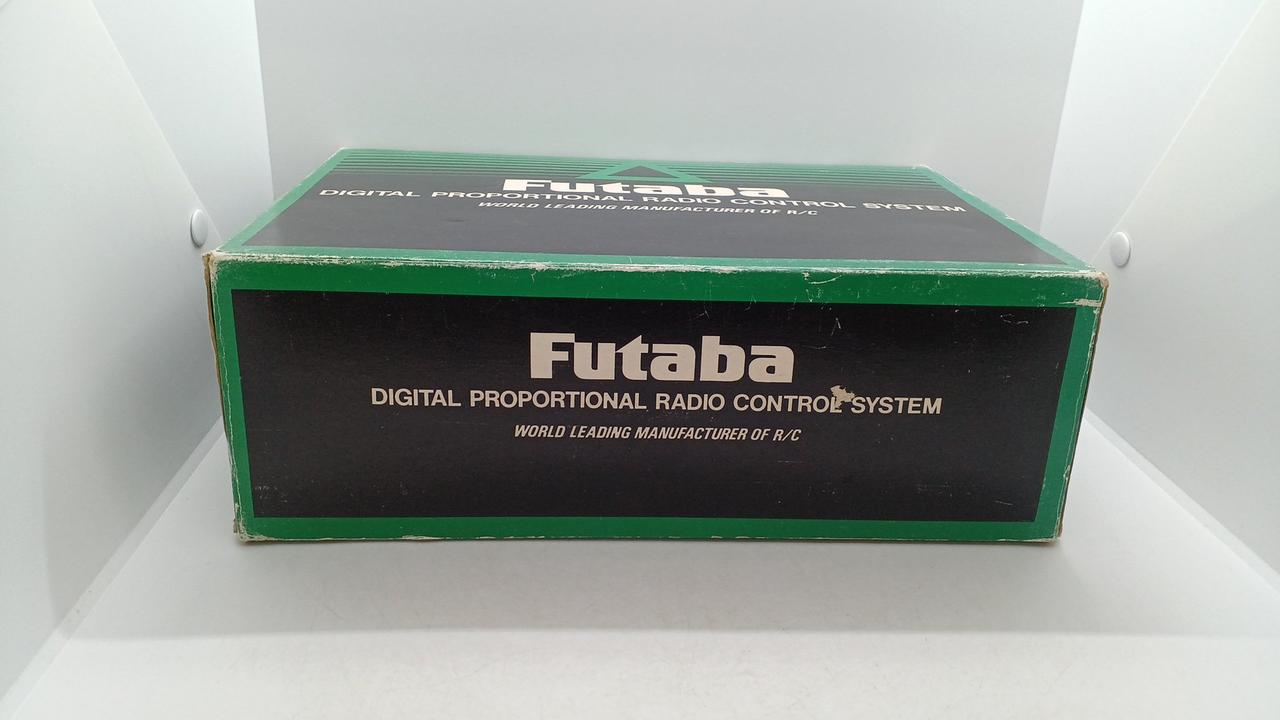 Futaba
DIGITAL PROPORTIONAL RADIO CONTROL SYSTEM
WORLD LEADING MANUFACTURER OF R/C
Futaba
DIGITAL PROPORTIONAL RADIO CONTROL SYSTEM
WORLD LEADING MANUFACTURER OF R/C